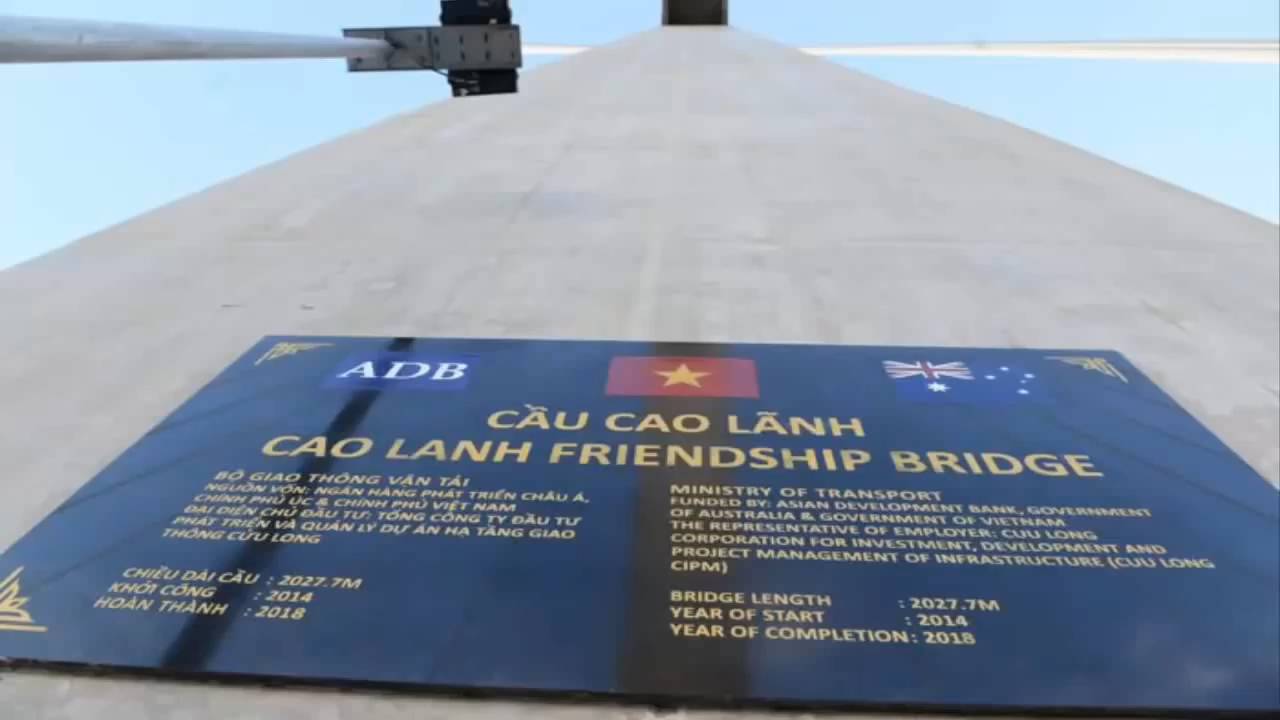 ADB
CẦU CAO LÃNH
CAO LANH FRIENDSHIP BRIDGE
BỘ GIAO THÔNG VẬN TẢI
NGUỒN VỐN: NGÂN HÀNG PHÁT TRIỂN CHÂU Á,
CHÍNH PHỦ ÚC & CHÍNH PHỦ VIỆT NAM
ĐẠI DIỆN CHỦ ĐẦU TƯ: TỔNG CÔNG TY ĐẦU TƯ
PHÁT TRIỂN VÀ QUẢN LÝ DỰ ÁN HẠ TẦNG GIAO
THÔNG CỬU LONG
CHIỀU DÀI CẦU : 2027.7M
KHỞI CÔNG : 2014
HOÀN THÀNH : 2018
MINISTRY OF TRANSPORT
FUNDED BY: ASIAN DEVELOPMENT BANK, GOVERNMENT
OF AUSTRALIA & GOVERNMENT OF VIETNAM
THE REPRESENTATIVE OF EMPLOYER: CUU LONG
CORPORATION FOR INVESTMENT, DEVELOPMENT AND
PROJECT MANAGEMENT OF INFRASTRUCTURE (CUU LONG
CIPM)
BRIDGE LENGTH : 2027.7M
YEAR OF START : 2014
YEAR OF COMPLETION : 2018